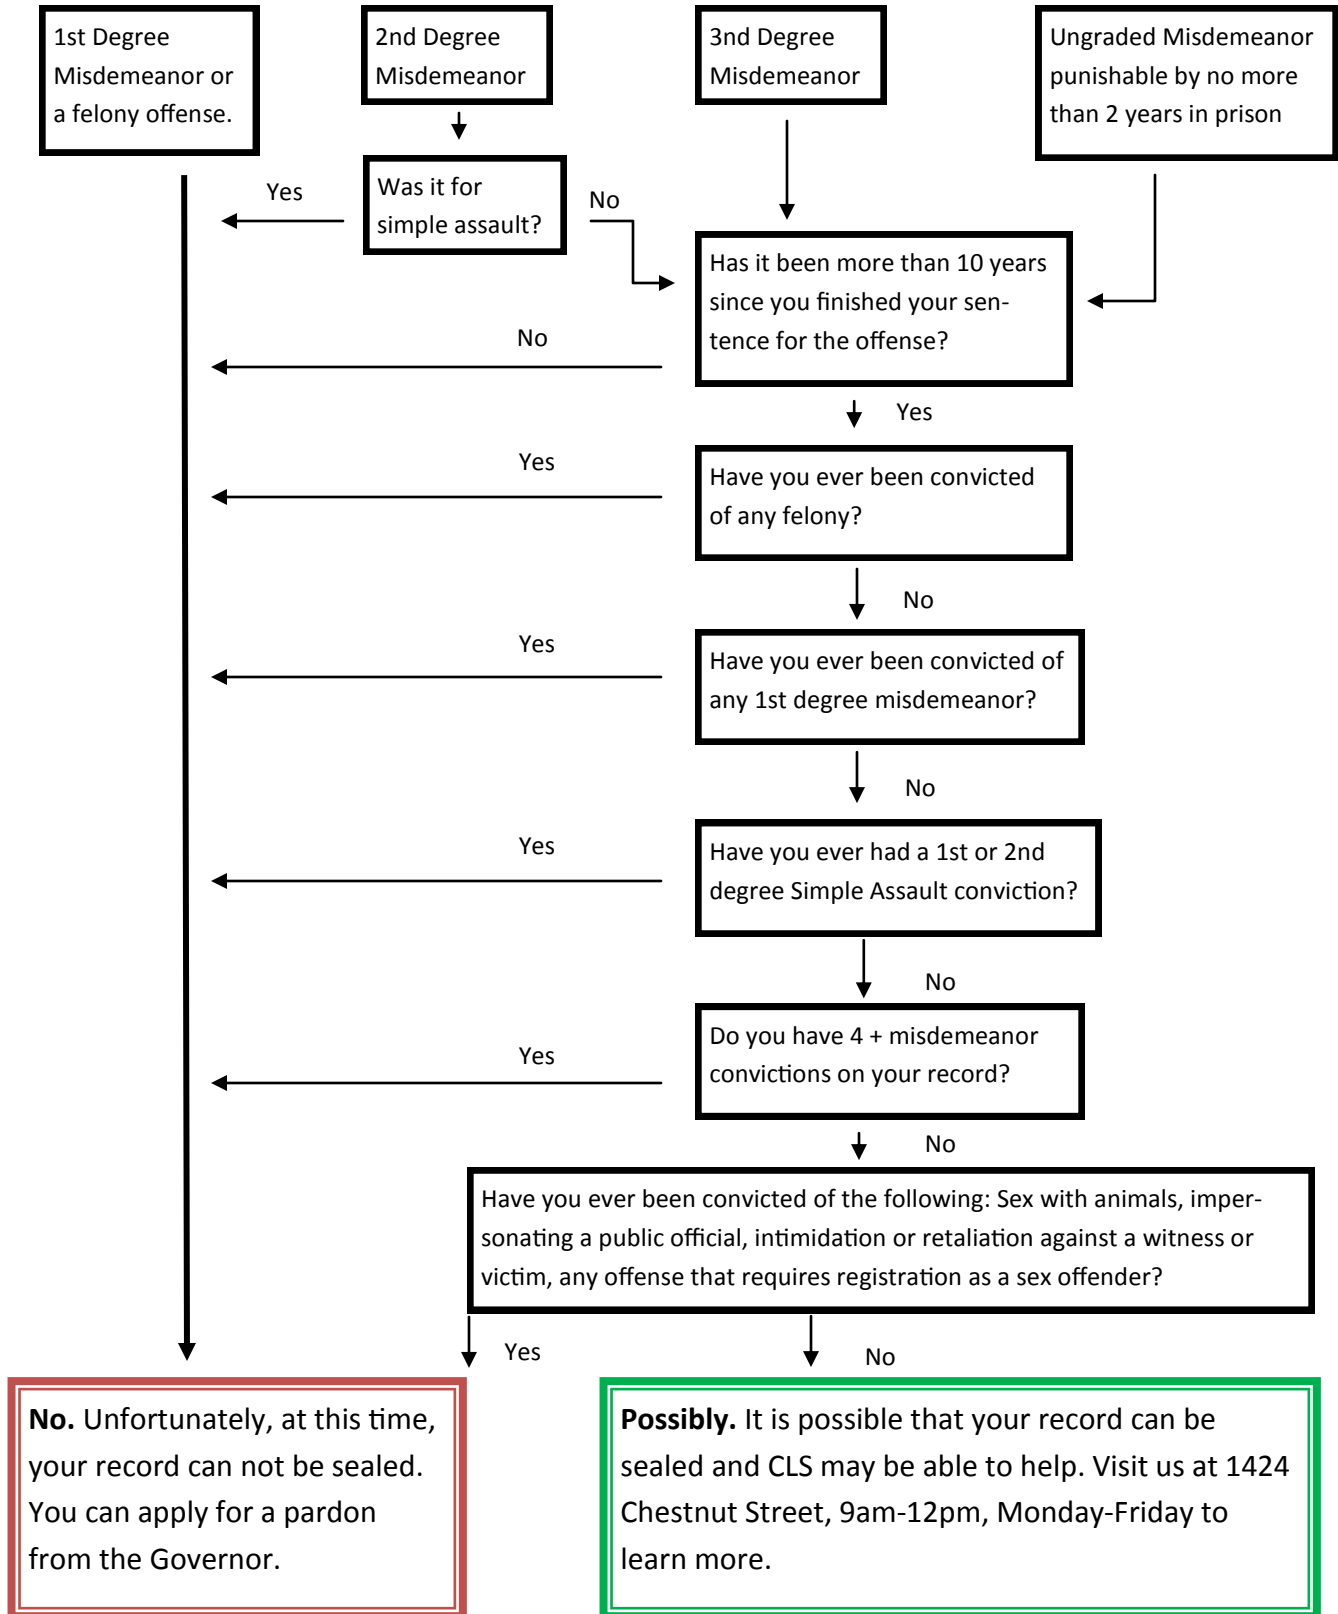 1st Degree
Misdemeanor or
a felony offense.
2nd Degree
Misdemeanor
3nd Degree
Misdemeanor
Ungraded Misdemeanor
punishable by no more
than 2 years in prison
Yes
Was it for
simple assault?
No
Has it been more than 10 years
since you finished your sen-
tence for the offense?
No
Yes
Yes
Have you ever been convicted
of any felony?
No
Yes
Have you ever been convicted of
any 1st degree misdemeanor?
No
Yes
Have you ever had a 1st or 2nd
degree Simple Assault conviction?
No
Yes
Do you have 4 + misdemeanor
convictions on your record?
No
Have you ever been convicted of the following: Sex with animals, imper-
sonating a public official, intimidation or retaliation against a witness or
victim, any offense that requires registration as a sex offender?
Yes
No
No. Unfortunately, at this time,
your record can not be sealed.
You can apply for a pardon
from the Governor.
Possibly. It is possible that your record can be
sealed and CLS may be able to help. Visit us at 1424
Chestnut Street, 9am-12pm, Monday-Friday to
learn more.